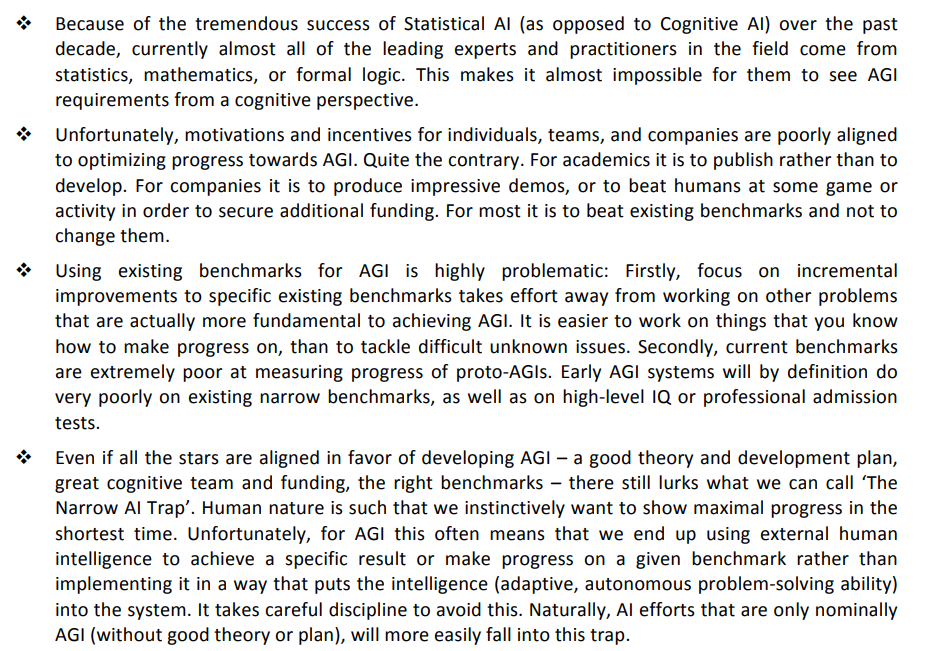 ❖ Because of the tremendous success of Statistical AI (as opposed to Cognitive AI) over the past
decade, currently almost all of the leading experts and practitioners in the field come from
statistics, mathematics, or formal logic. This makes it almost impossible for them to see AGI
requirements from a cognitive perspective.
❖ Unfortunately, motivations and incentives for individuals, teams, and companies are poorly aligned
to optimizing progress towards AGI. Quite the contrary. For academics it is to publish rather than to
develop. For companies it is to produce impressive demos, or to beat humans at some game or
activity in order to secure additional funding. For most it is to beat existing benchmarks and not to
change them.
❖ Using existing benchmarks for AGI is highly problematic: Firstly, focus on incremental
improvements to specific existing benchmarks takes effort away from working on other problems
that are actually more fundamental to achieving AGI. It is easier to work on things that you know
how to make progress on, than to tackle difficult unknown issues. Secondly, current benchmarks
are extremely poor at measuring progress of proto-AGIs. Early AGI systems will by definition do
very poorly on existing narrow benchmarks, as well as on high-level IQ or professional admission
tests.
❖ Even if all the stars are aligned in favor of developing AGI – a good theory and development plan,
great cognitive team and funding, the right benchmarks – there still lurks what we can call ‘The
Narrow AI Trap’. Human nature is such that we instinctively want to show maximal progress in the
shortest time. Unfortunately, for AGI this often means that we end up using external human
intelligence to achieve a specific result or make progress on a given benchmark rather than
implementing it in a way that puts the intelligence (adaptive, autonomous problem-solving ability)
into the system. It takes careful discipline to avoid this. Naturally, AI efforts that are only nominally
AGI (without good theory or plan), will more easily fall into this trap.